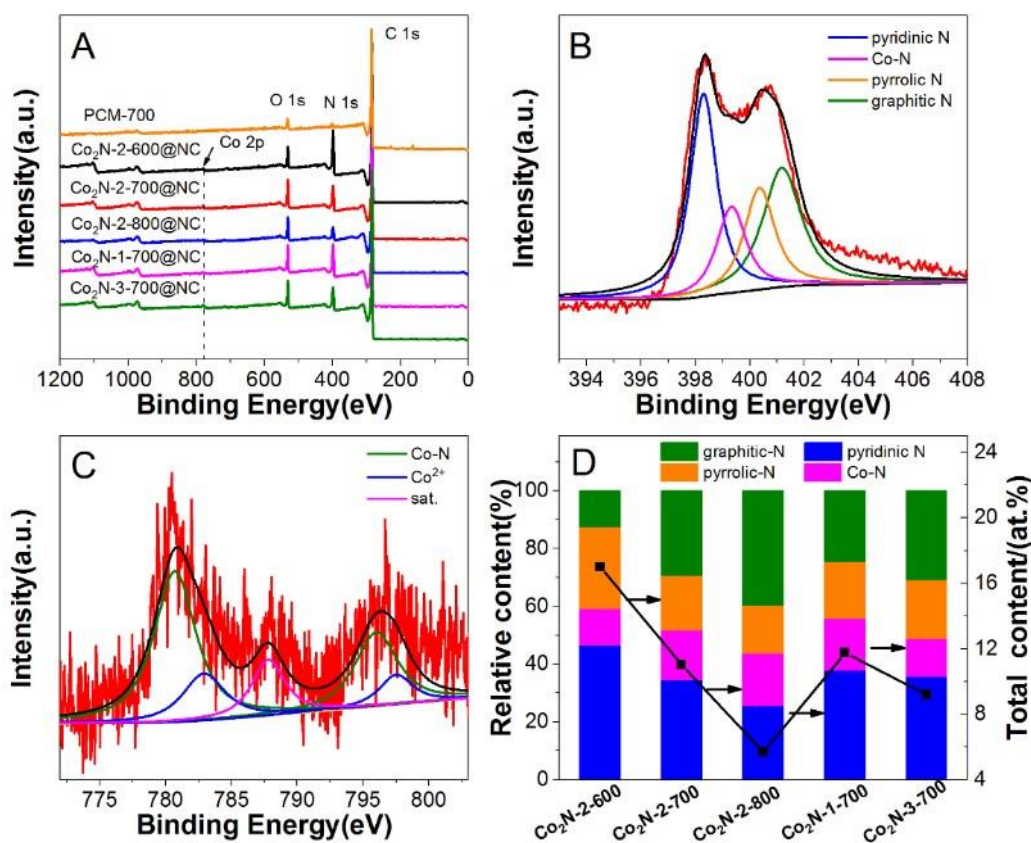 A
C 1s
O 1s
N 1s
PCM-700
Co 2p
Co₂N-2-600@NC
Co₂N-2-700@NC
Co₂N-2-800@NC
Co₂N-1-700@NC
Co₂N-3-700@NC
Intensity(a.u.)
1200 1000 800 600 400 200 0
Binding Energy(eV)
B
pyridinic N
Co-N
pyrrolic N
graphitic N
Intensity(a.u.)
394 396 398 400 402 404 406 408
Binding Energy(eV)
C
Co-N
Co²⁺
sat.
Intensity(a.u.)
775 780 785 790 795 800
Binding Energy(eV)
D
graphitic-N pyridinic N
pyrrolic-N Co-N
Relative content(%)
100
80
60
40
20
0
24
20
16
12
8
4
Total content/(at.%)
Co₂N-2-600
Co₂N-2-700
Co₂N-2-800
Co₂N-1-700
Co₂N-3-700